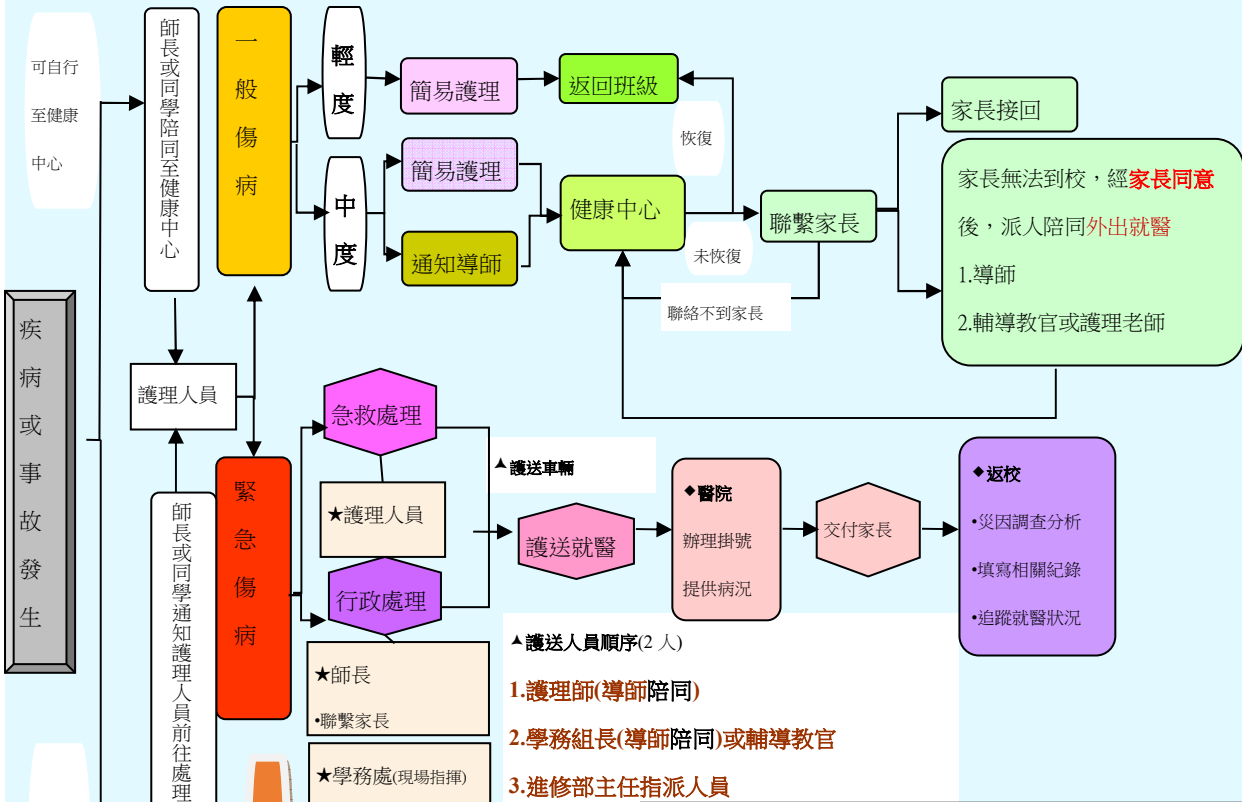 可自行
至健康
中心
師長或同學陪同至健康中心
一般傷病
輕度
簡易護理
返回班級
中度
簡易護理
通知導師
健康中心
恢復
未恢復
聯繫家長
聯絡不到家長
家長接回
家長無法到校，經家長同意
後，派人陪同外出就醫
1.導師
2.輔導教官或護理老師
疾病或事故發生
護理人員
師長或同學通知護理人員前往處理
緊急傷病
急救處理
★護理人員
行政處理
★師長
•聯繫家長
★學務處(現場指揮)
▲護送車輛
護送就醫
◆醫院
辦理掛號
提供病況
交付家長
◆返校
•災因調查分析
•填寫相關紀錄
•追蹤就醫狀況
▲護送人員順序(2 人)
1.護理師(導師陪同)
2.學務組長(導師陪同)或輔導教官
3.進修部主任指派人員